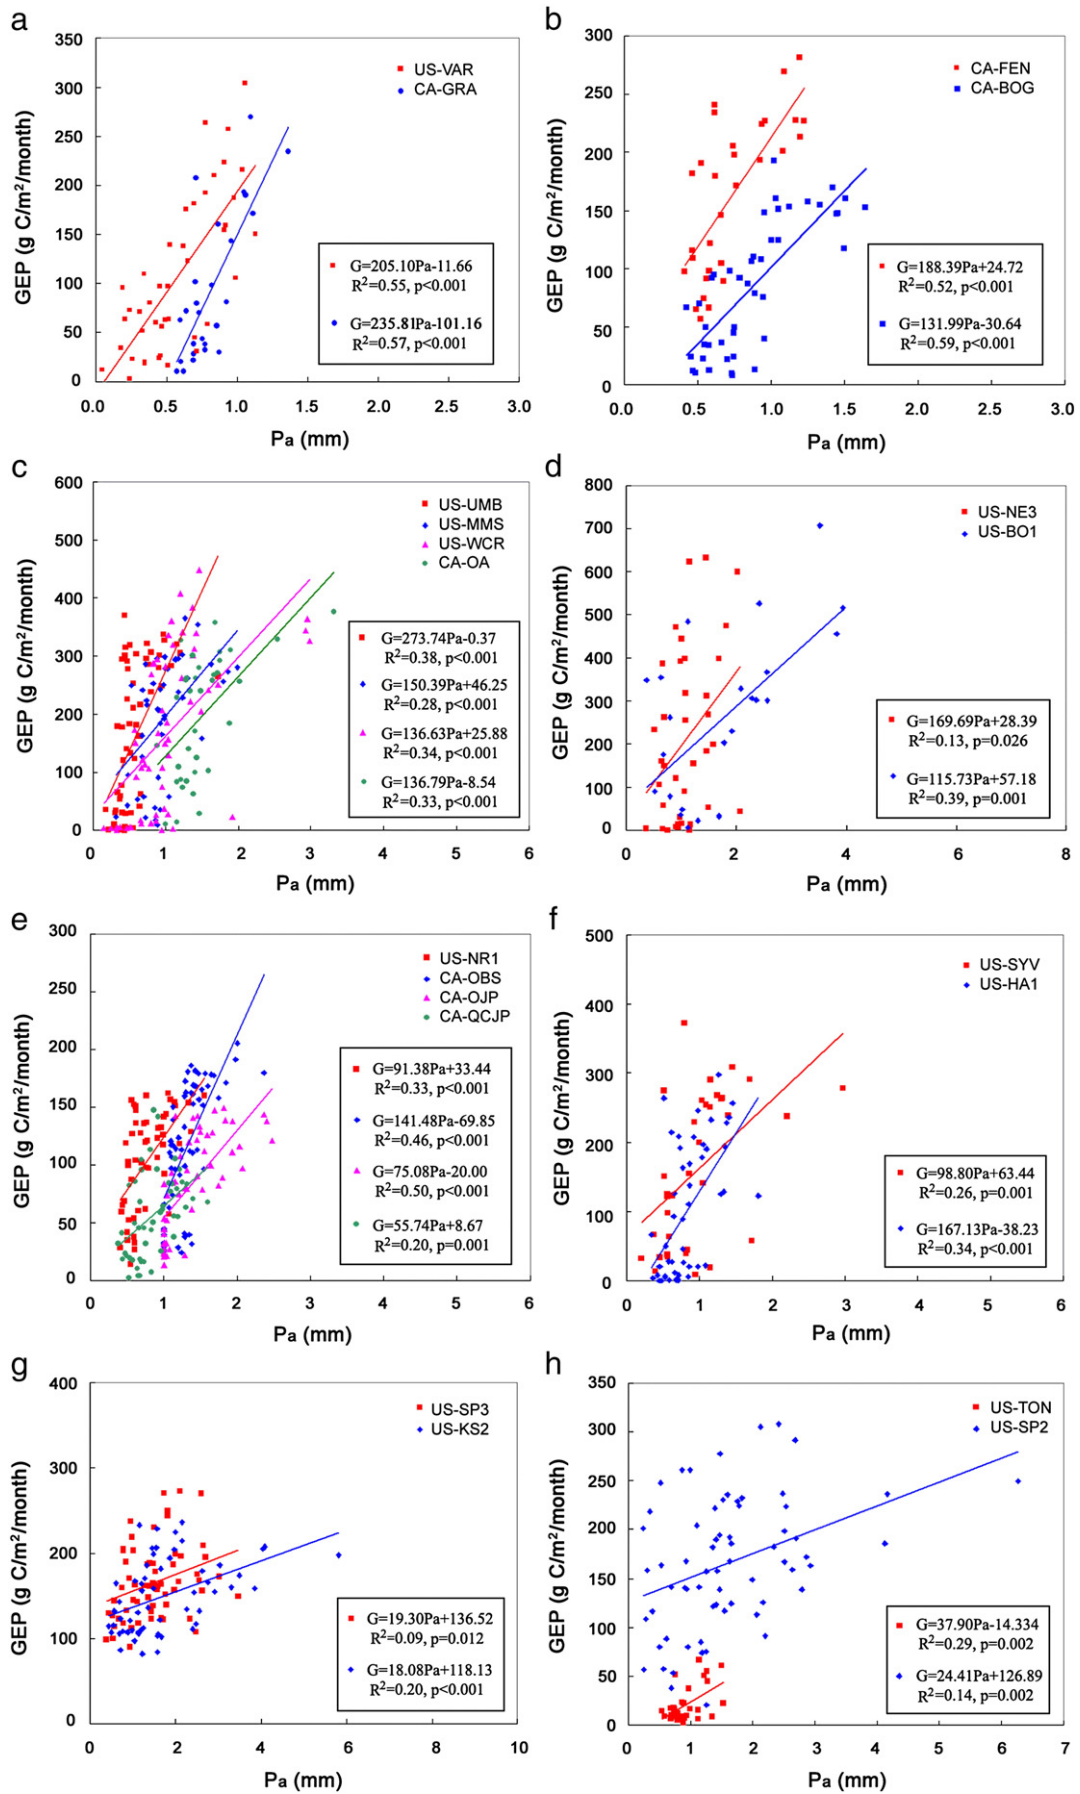 a
350
300
250
200
150
100
50
0
GEP (g C/m²/month)
US-VAR
CA-GRA
G=205.10Pa-11.66
R²=0.55, p<0.001
G=235.81Pa-101.16
R²=0.57, p<0.001
0.0 0.5 1.0 1.5 2.0 2.5 3.0
Pa (mm)
b
300
250
200
150
100
50
0
GEP (g C/m²/month)
CA-FEN
CA-BOG
G=188.39Pa+24.72
R²=0.52, p<0.001
G=131.99Pa-30.64
R²=0.59, p<0.001
0.0 0.5 1.0 1.5 2.0 2.5 3.0
Pa (mm)
c
600
500
400
300
200
100
0
GEP (g C/m²/month)
US-UMB
US-MMS
US-WCR
CA-OA
G=273.74Pa-0.37
R²=0.38, p<0.001
G=150.39Pa+46.25
R²=0.28, p<0.001
G=136.63Pa+25.88
R²=0.34, p<0.001
G=136.79Pa-8.54
R²=0.33, p<0.001
0 1 2 3 4 5 6
Pa (mm)
d
800
700
600
500
400
300
200
100
0
GEP (g C/m²/month)
US-NE3
US-BO1
G=169.69Pa+28.39
R²=0.13, p=0.026
G=115.73Pa+57.18
R²=0.39, p=0.001
0 2 4 6 8
Pa (mm)
e
300
250
200
150
100
50
0
GEP (g C/m²/month)
US-NR1
CA-OBS
CA-OJP
CA-QCJP
G=91.38Pa+33.44
R²=0.33, p<0.001
G=141.48Pa-69.85
R²=0.46, p<0.001
G=75.08Pa-20.00
R²=0.50, p<0.001
G=55.74Pa+8.67
R²=0.20, p=0.001
0 1 2 3 4 5 6
Pa (mm)
f
500
400
300
200
100
0
GEP (g C/m²/month)
US-SYV
US-HA1
G=98.80Pa+63.44
R²=0.26, p=0.001
G=167.13Pa-38.23
R²=0.34, p<0.001
0 1 2 3 4 5 6
Pa (mm)
g
400
300
200
100
0
GEP (g C/m²/month)
US-SP3
US-KS2
G=19.30Pa+136.52
R²=0.09, p=0.012
G=18.08Pa+118.13
R²=0.20, p<0.001
0 2 4 6 8 10
Pa (mm)
h
350
300
250
200
150
100
50
0
GEP (g C/m²/month)
US-TON
US-SP2
G=37.90Pa-14.334
R²=0.29, p=0.002
G=24.41Pa+126.89
R²=0.14, p=0.002
0 1 2 3 4 5 6 7
Pa (mm)